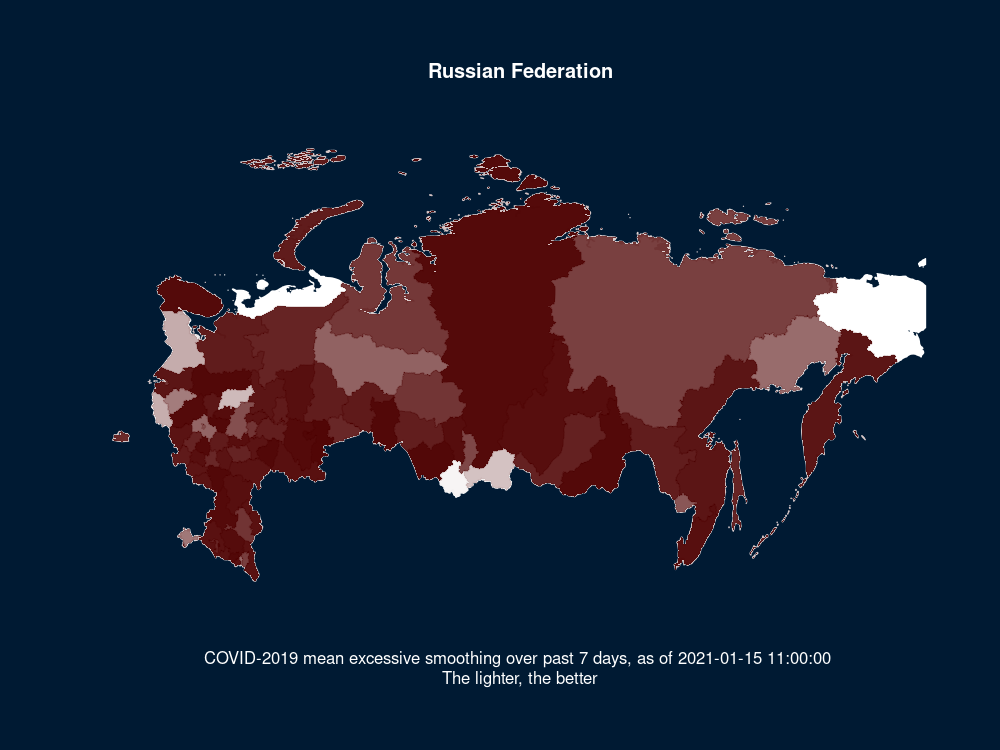 Russian Federation
COVID-2019 mean excessive smoothing over past 7 days, as of 2021-01-15 11:00:00
The lighter, the better